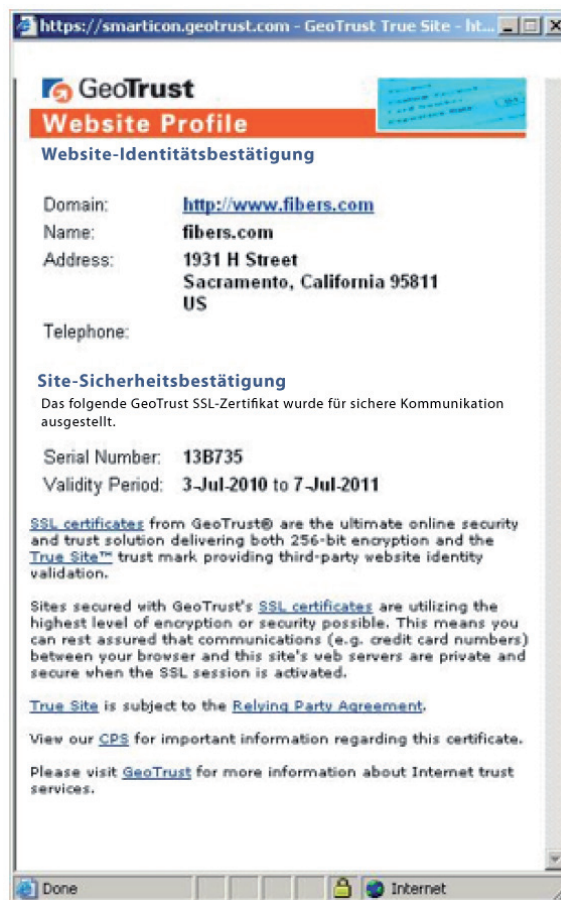 https://smarticon.geotrust.com - GeoTrust True Site - ht...
GeoTrust
Website Profile
Website-Identitätsbestätigung
Domain: http://www.fibers.com
Name: fibers.com
Address: 1931 H Street
Sacramento, California 95811
US
Telephone:
Site-Sicherheitsbestätigung
Das folgende GeoTrust SSL-Zertifikat wurde für sichere Kommunikation
ausgestellt.
Serial Number: 13B735
Validity Period: 3-Jul-2010 to 7-Jul-2011
SSL certificates from GeoTrust® are the ultimate online security
and trust solution delivering both 256-bit encryption and the
True Site™ trust mark providing third-party website identity
validation.
Sites secured with GeoTrust's SSL certificates are utilizing the
highest level of encryption or security possible. This means you
can rest assured that communications (e.g. credit card numbers)
between your browser and this site's web servers are private and
secure when the SSL session is activated.
True Site is subject to the Relying Party Agreement.
View our CPS for important information regarding this certificate.
Please visit GeoTrust for more information about Internet trust
services.
Done
Internet